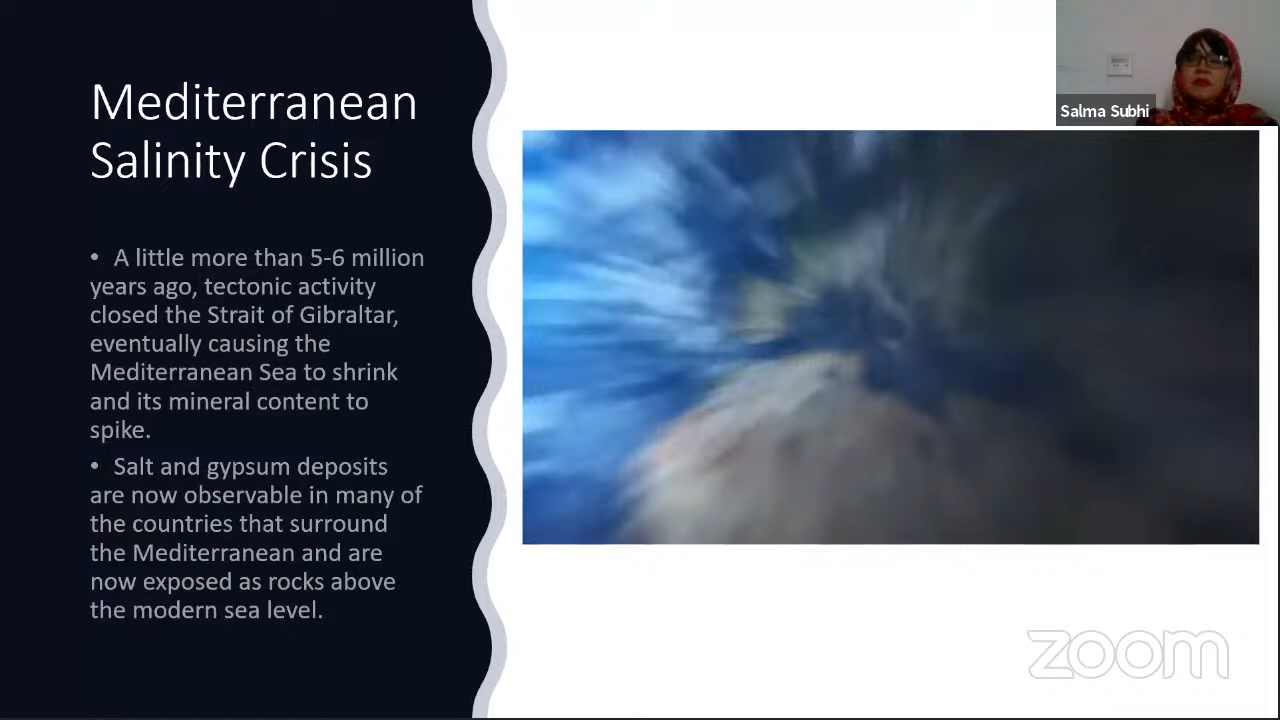 Mediterranean
Salinity Crisis
• A little more than 5-6 million
years ago, tectonic activity
closed the Strait of Gibraltar,
eventually causing the
Mediterranean Sea to shrink
and its mineral content to
spike.
• Salt and gypsum deposits
are now observable in many of
the countries that surround
the Mediterranean and are
now exposed as rocks above
the modern sea level.
Salma Subhi
zoom